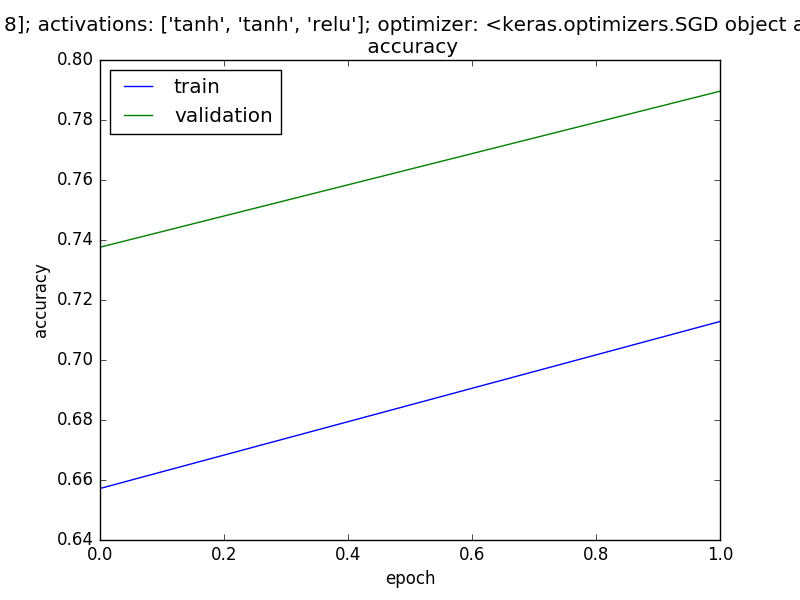 8]; activations: ['tanh', 'tanh', 'relu']; optimizer: <keras.optimizers.SGD object a
accuracy
train
validation
0.80
0.78
0.76
0.74
0.72
0.70
0.68
0.66
0.64
accuracy
0.0 0.2 0.4 0.6 0.8 1.0
epoch